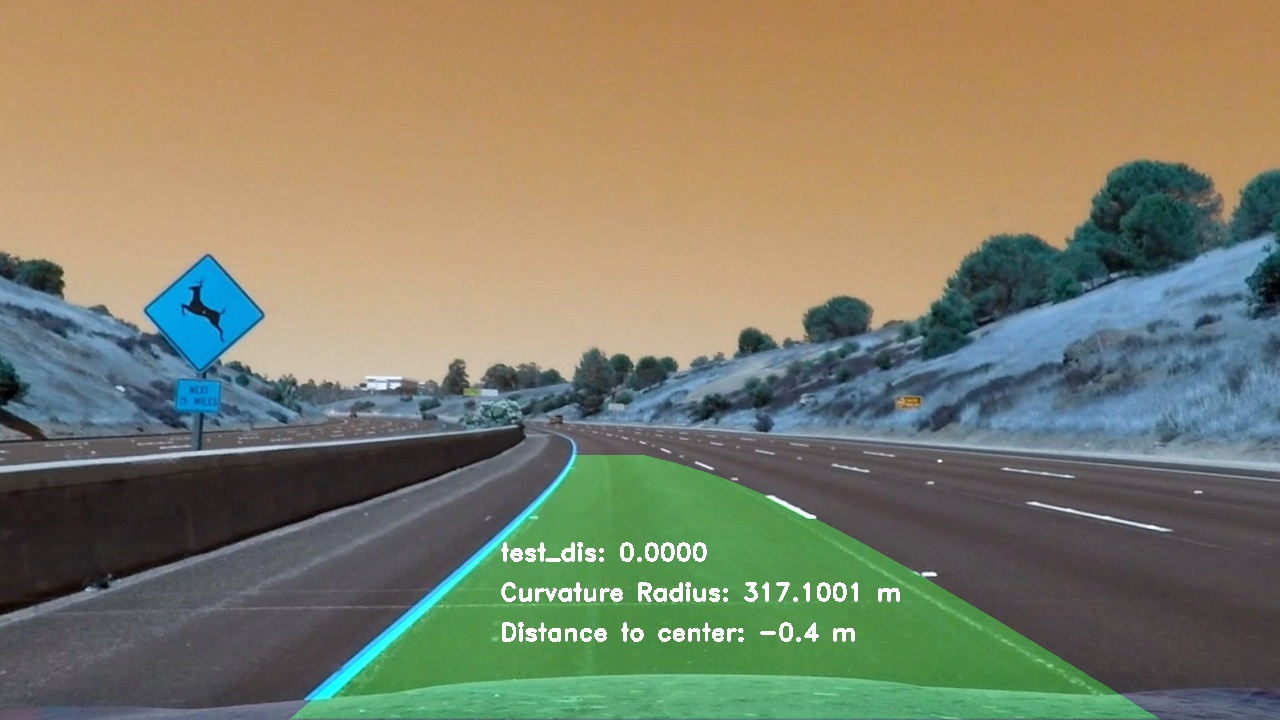 NEXT
15 MILES
test_dis: 0.0000
Curvature Radius: 317.1001 m
Distance to center: -0.4 m